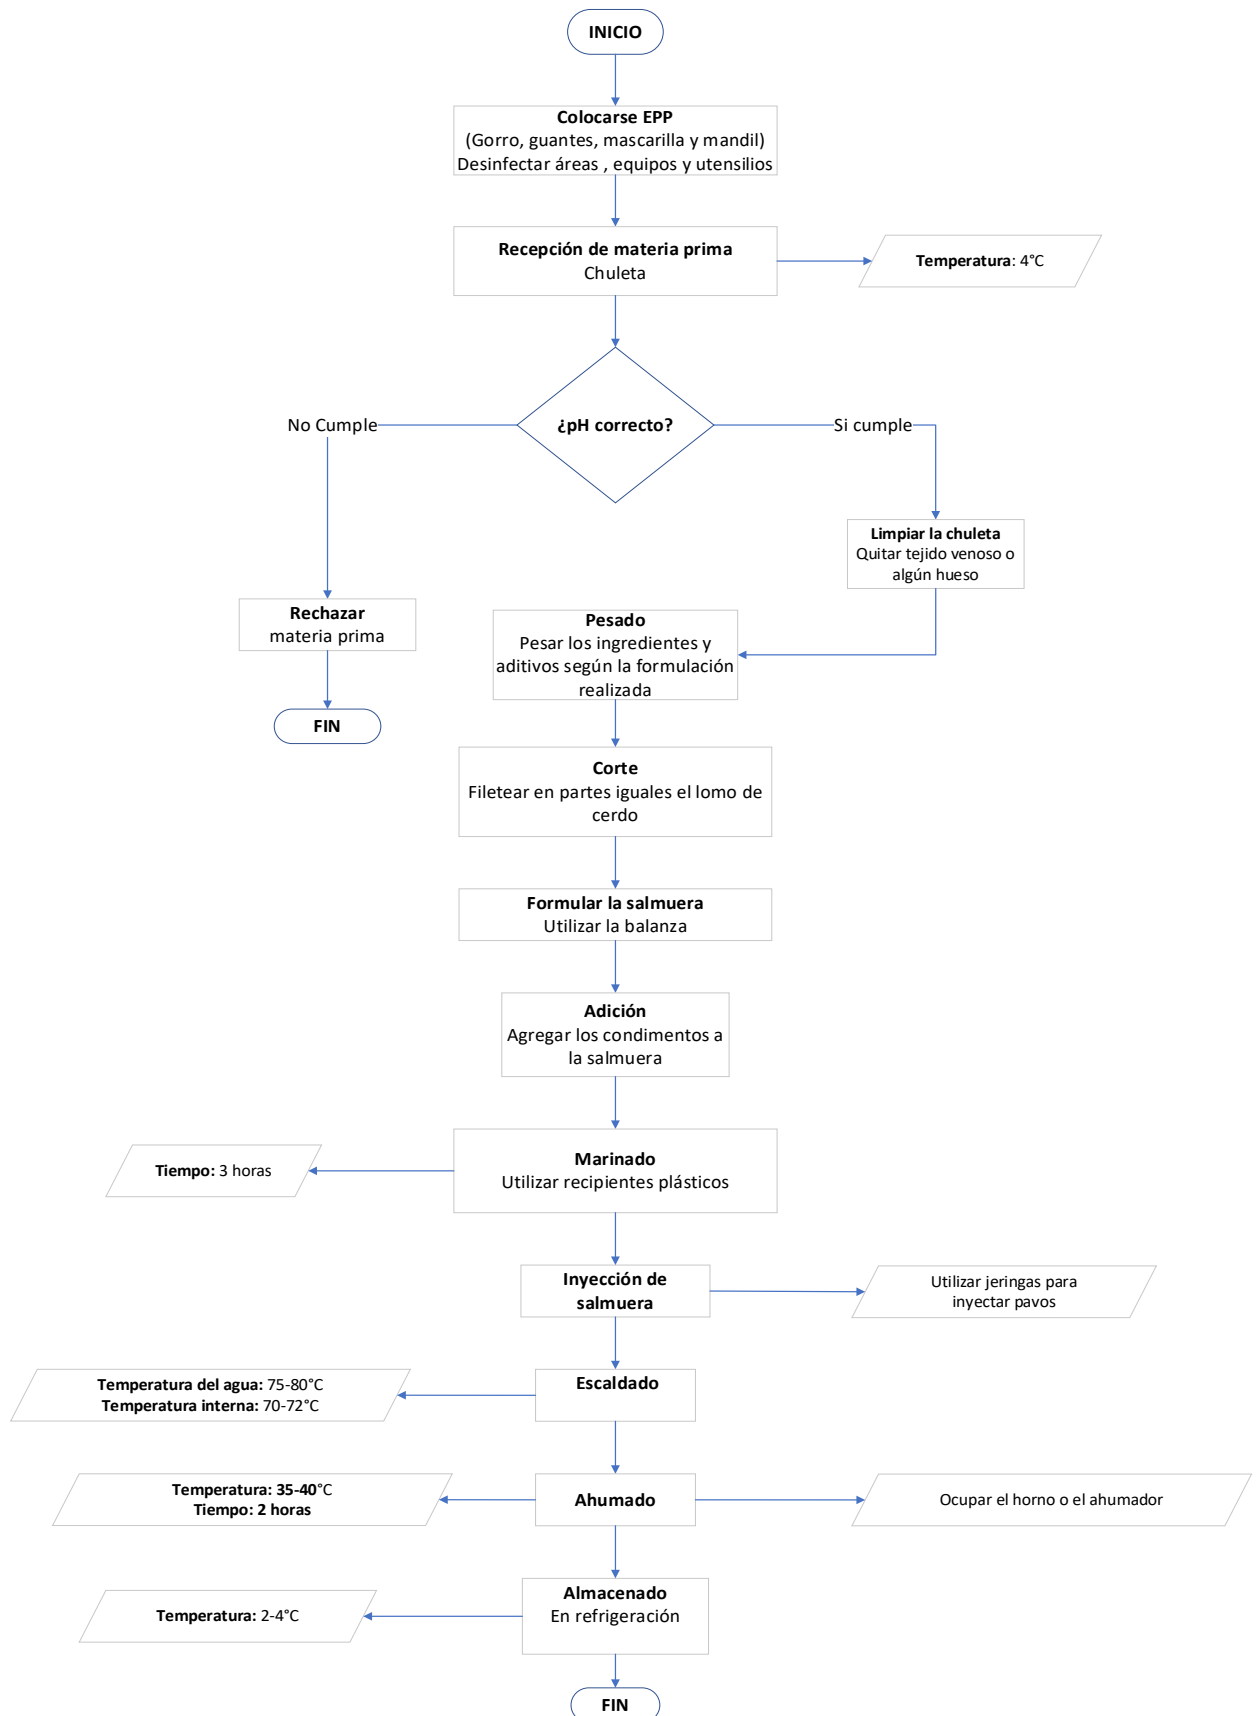 INICIO
Colocarse EPP
(Gorro, guantes, mascarilla y mandil)
Desinfectar áreas , equipos y utensilios
Recepción de materia prima
Chuleta
Temperatura: 4°C
¿pH correcto?
No Cumple
Si cumple
Limpiar la chuleta
Quitar tejido venoso o
algún hueso
Rechazar
materia prima
FIN
Pesado
Pesar los ingredientes y
aditivos según la formulación
realizada
Corte
Filetear en partes iguales el lomo de
cerdo
Formular la salmuera
Utilizar la balanza
Adición
Agregar los condimentos a
la salmuera
Marinado
Utilizar recipientes plásticos
Tiempo: 3 horas
Inyección de
salmuera
Utilizar jeringas para
inyectar pavos
Escaldado
Temperatura del agua: 75-80°C
Temperatura interna: 70-72°C
Ahumado
Temperatura: 35-40°C
Tiempo: 2 horas
Ocupar el horno o el ahumador
Almacenado
En refrigeración
Temperatura: 2-4°C
FIN